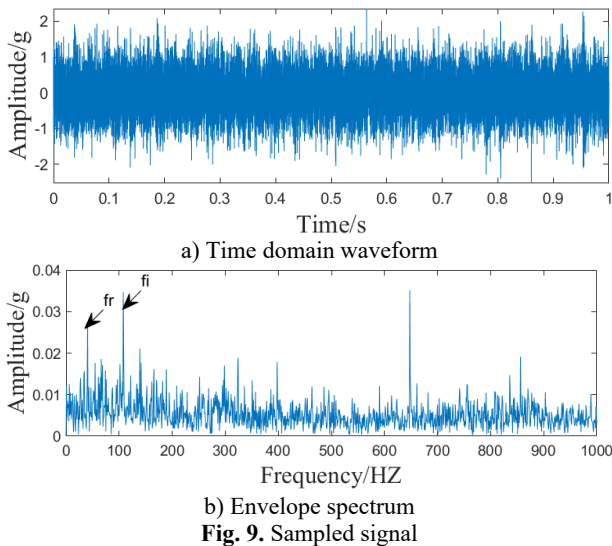 2
1
0
-1
-2
Amplitude/g
0 0.1 0.2 0.3 0.4 0.5 0.6 0.7 0.8 0.9 1
Time/s
a) Time domain waveform
0.04
0.03
0.02
0.01
0
Amplitude/g
fr
fi
0 100 200 300 400 500 600 700 800 900 1000
Frequency/HZ
b) Envelope spectrum
Fig. 9. Sampled signal